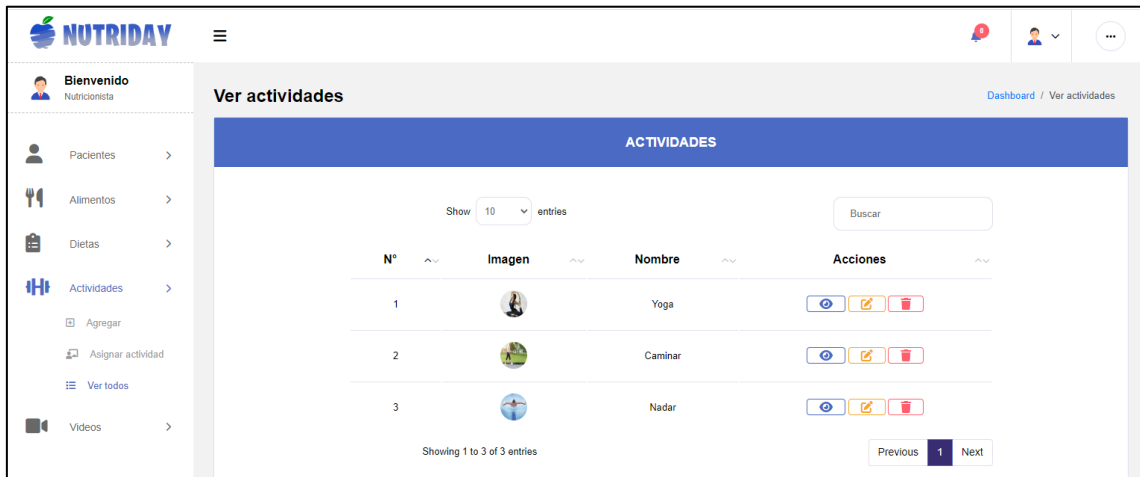 NUTRIDAY
0
Bienvenido
Nutricionista
Ver actividades
Dashboard / Ver actividades
Pacientes
Alimentos
Dietas
Actividades
Agregar
Asignar actividad
Ver todos
Videos
ACTIVIDADES
Show 10 entries
Buscar
N° Imagen Nombre Acciones
1 Yoga
2 Caminar
3 Nadar
Showing 1 to 3 of 3 entries
Previous 1 Next